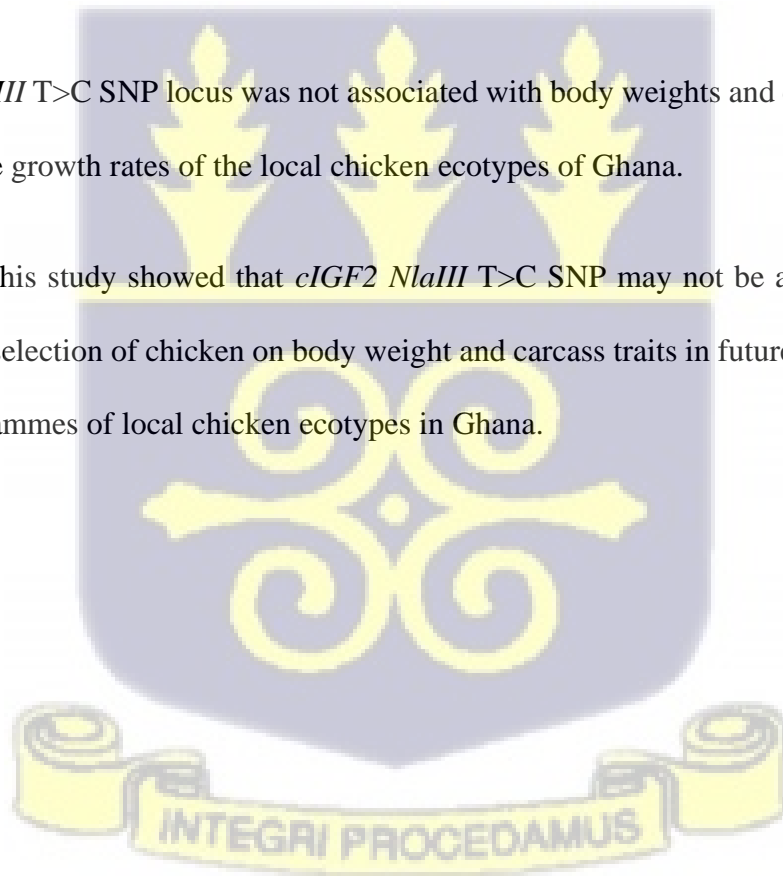 III T>C SNP locus was not associated with body weights and
growth rates of the local chicken ecotypes of Ghana.
his study showed that cIGF2 NlaIII T>C SNP may not be a
selection of chicken on body weight and carcass traits in future
ammes of local chicken ecotypes in Ghana.
INTEGRI PROCEDAMUS